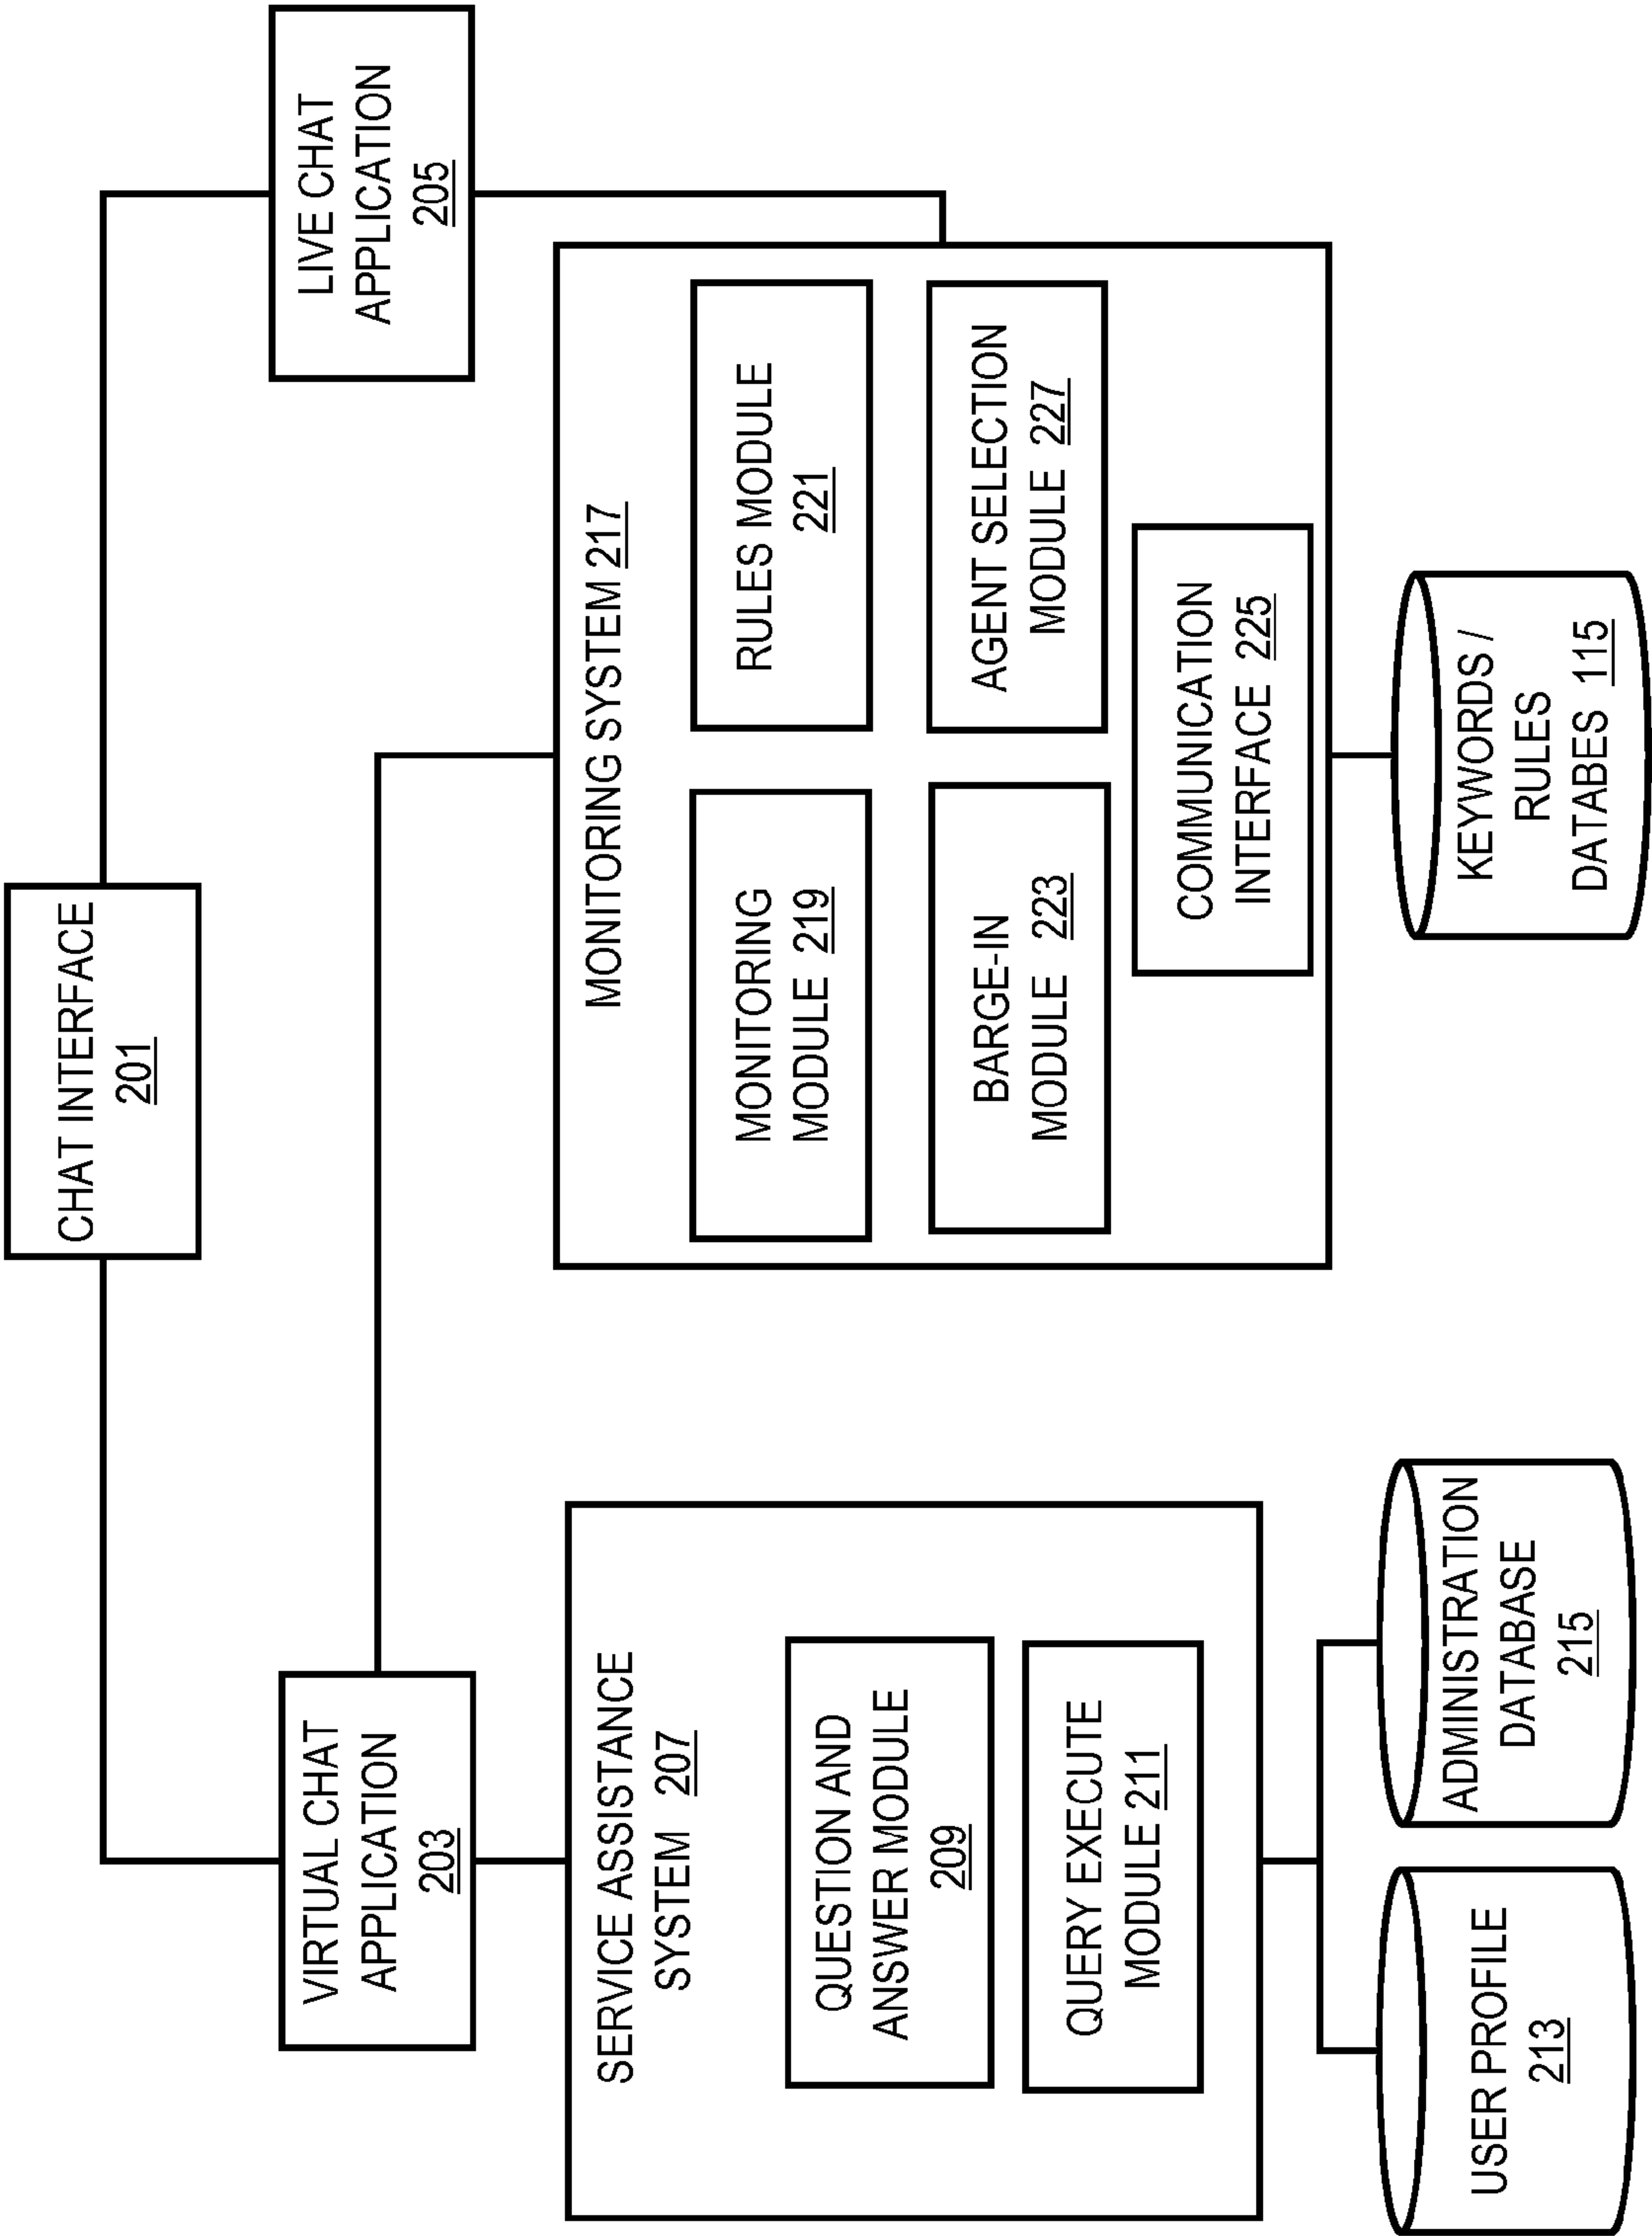 CHAT INTERFACE
201
VIRTUAL CHAT
APPLICATION
203
LIVE CHAT
APPLICATION
205
SERVICE ASSISTANCE
SYSTEM 207
QUESTION AND
ANSWER MODULE
209
QUERY EXECUTE
MODULE 211
MONITORING SYSTEM 217
MONITORING
MODULE 219
RULES MODULE
221
BARGE-IN
MODULE 223
AGENT SELECTION
MODULE 227
COMMUNICATION
INTERFACE 225
USER PROFILE
213
ADMINISTRATION
DATABASE
215
KEYWORDS /
RULES
DATABES 115